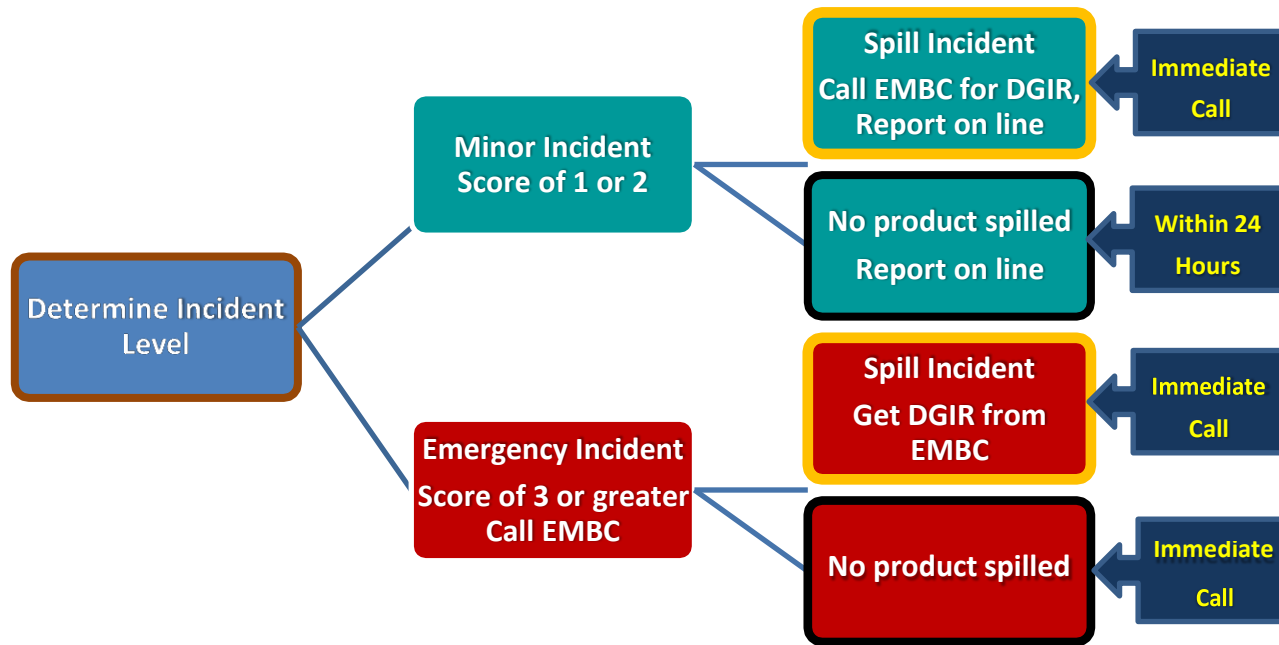 Determine Incident
Level
Minor Incident
Score of 1 or 2
Spill Incident
Call EMBC for DGIR,
Report on line
Immediate
Call
No product spilled
Report on line
Within 24
Hours
Emergency Incident
Score of 3 or greater
Call EMBC
Spill Incident
Get DGIR from
EMBC
Immediate
Call
No product spilled
Immediate
Call